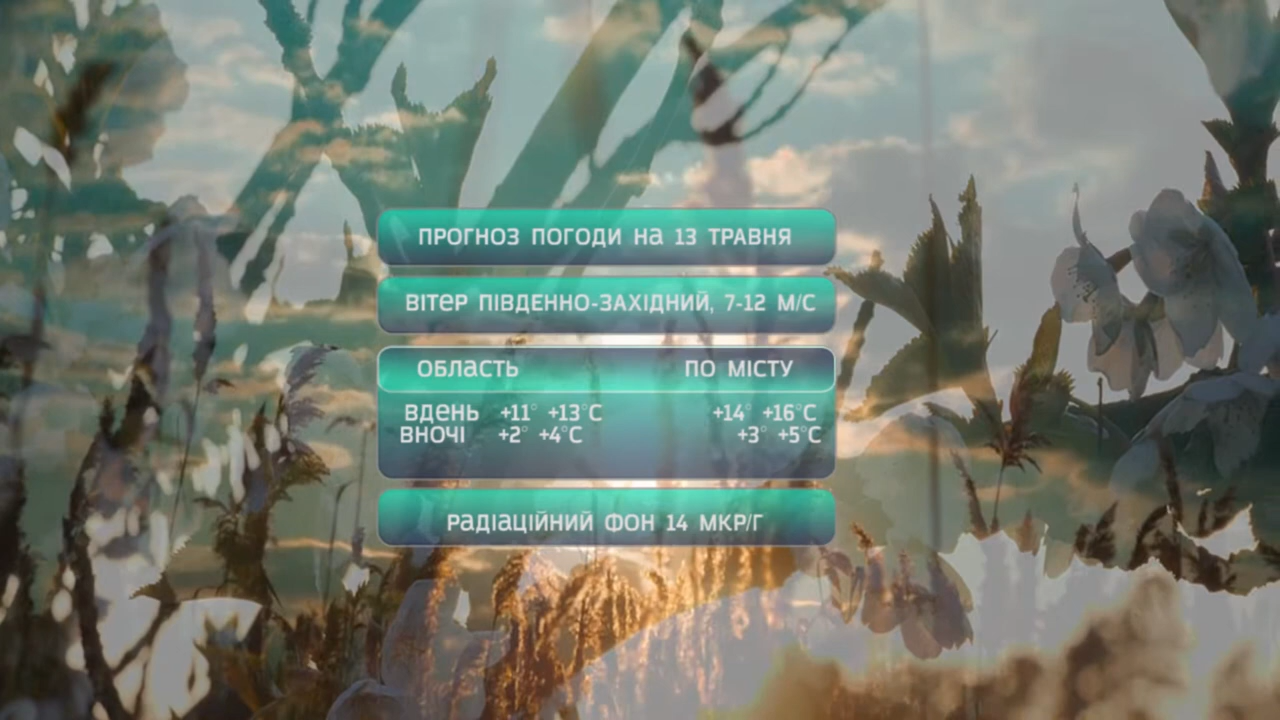 ПРОГНОЗ ПОГОДИ На 13 ТРАВНЯ
ВІТеР ПІВДЕННО-ЗАХІДНИЙ, 7-12 М/С
ОБЛАСТЬ ПО МІСТУ
ВДеНЬ +11° +13°С +14° +16°С
ВНОЧІ +2° +4°С +3° +5°С
РаДІаЦІЙНИЙ ФОН 14 МКР/Г